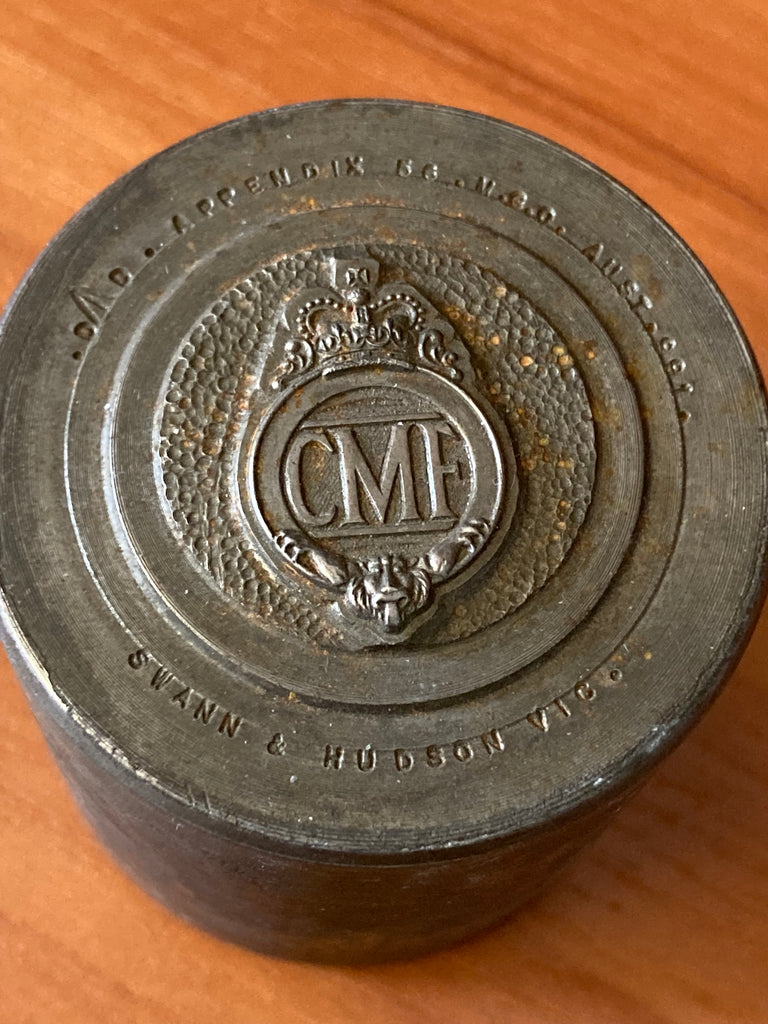 .D/\D. APPENDIX 56. M.G.O. AUST. 
CMF
SWANN & HUDSON VIC.